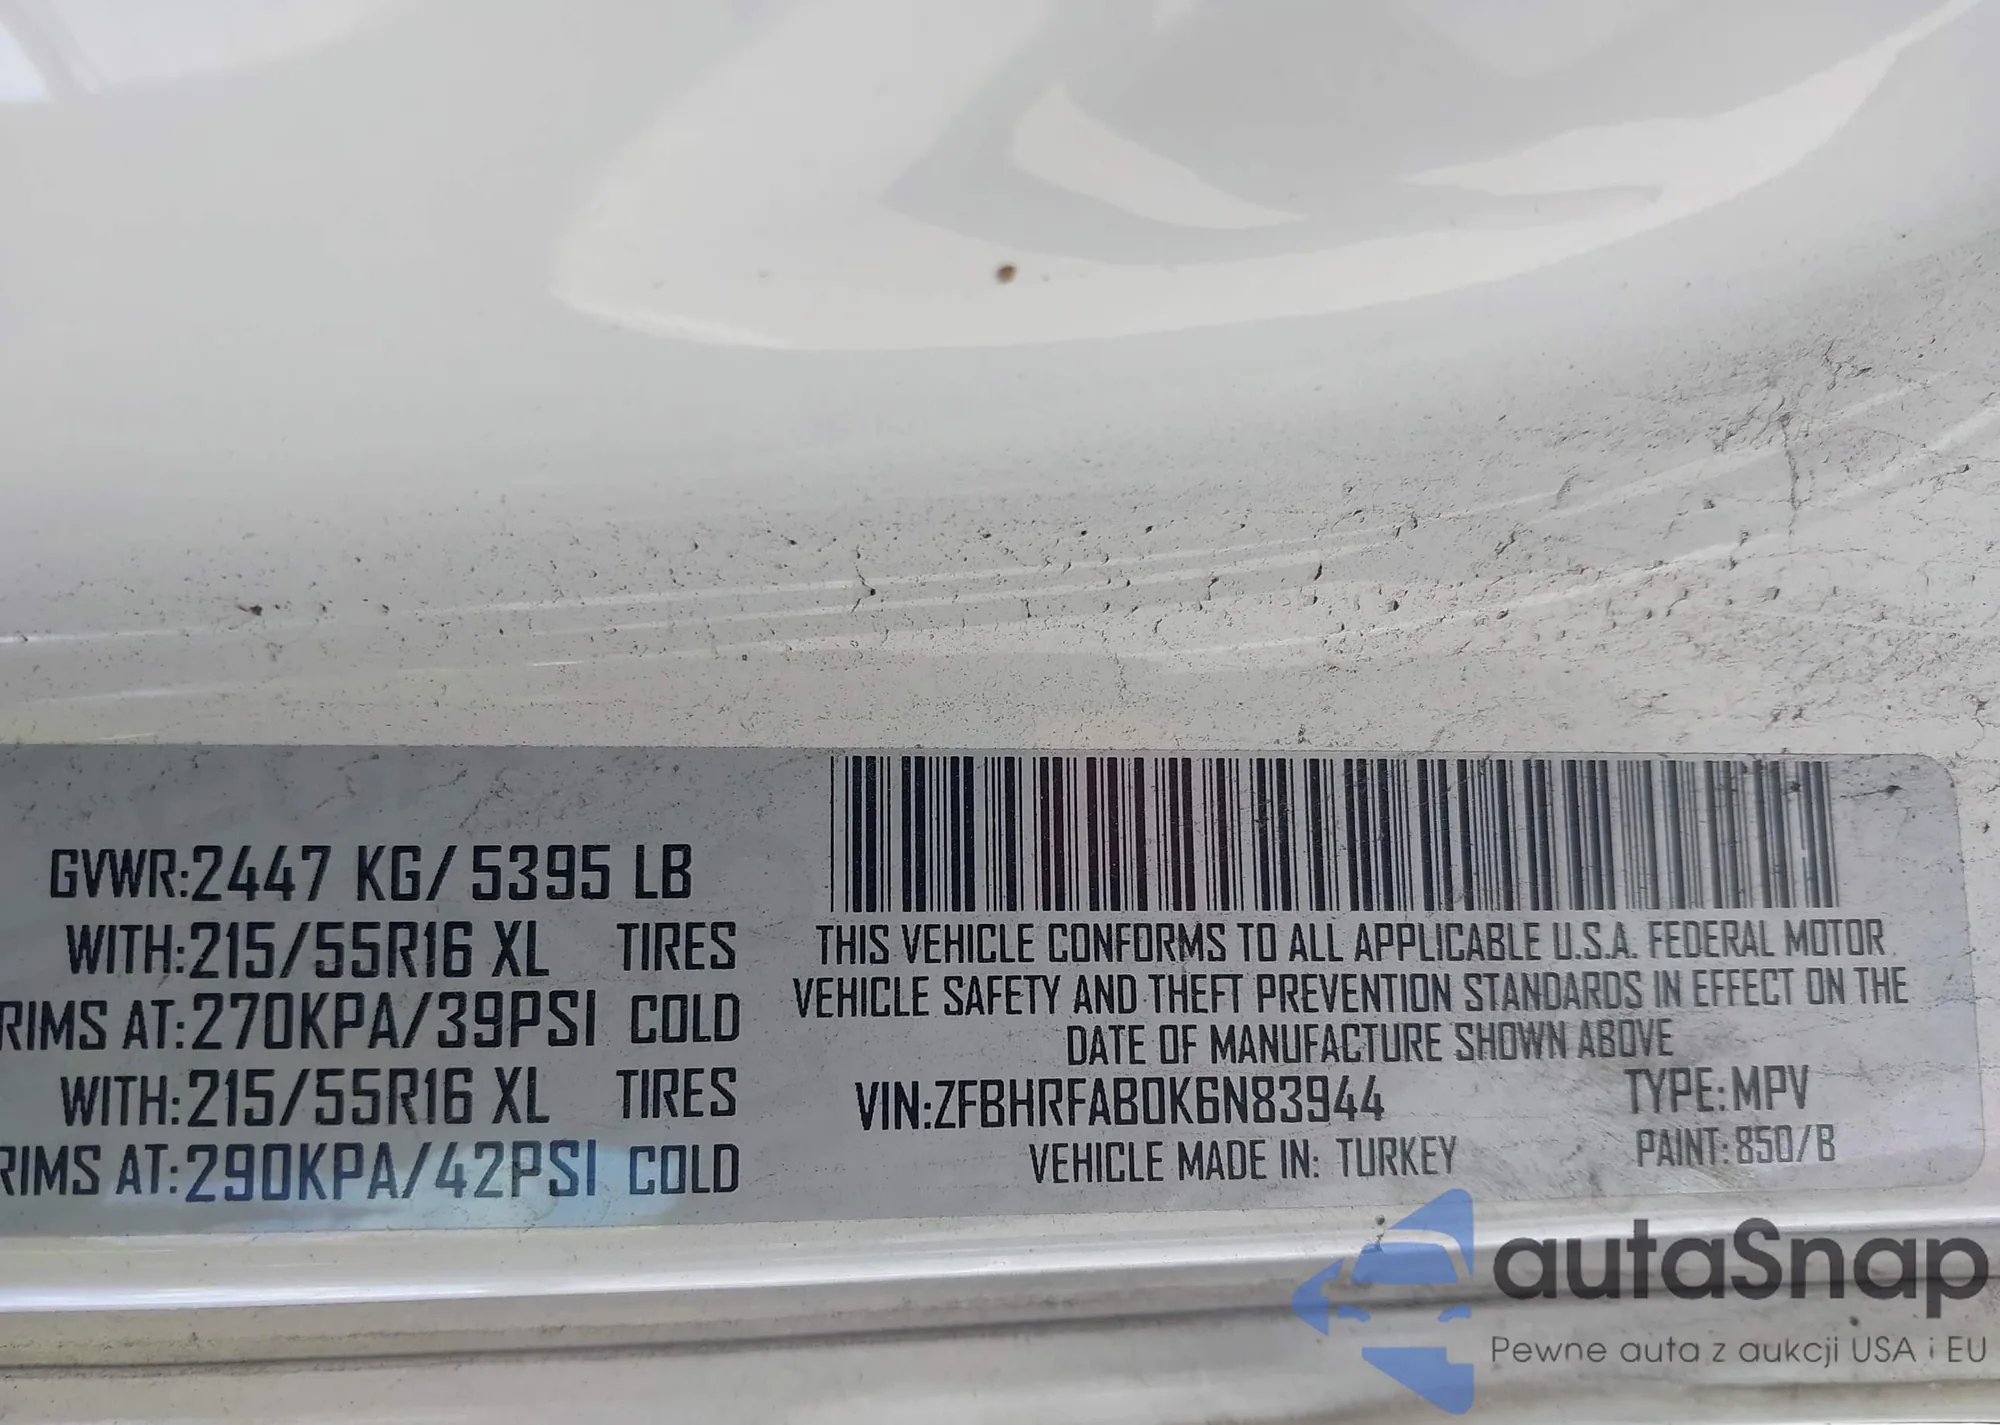 GVWR:2447 KG/ 5395 LB
WITH:215/55R16 XL TIRES
RIMS AT:270KPA/39PSI COLD
WITH:215/55R16 XL TIRES
RIMS AT:290KPA/42PSI COLD
THIS VEHICLE CONFORMS TO ALL APPLICABLE U.S.A. FEDERAL MOTOR
VEHICLE SAFETY AND THEFT PREVENTION STANDARDS IN EFFECT ON THE
DATE OF MANUFACTURE SHOWN ABOVE
VIN:ZFBHRFAB0K6N83944 TYPE:MPV
VEHICLE MADE IN: TURKEY PAINT:850/B
autaSnap
Pewne auta z aukcji USA i EU